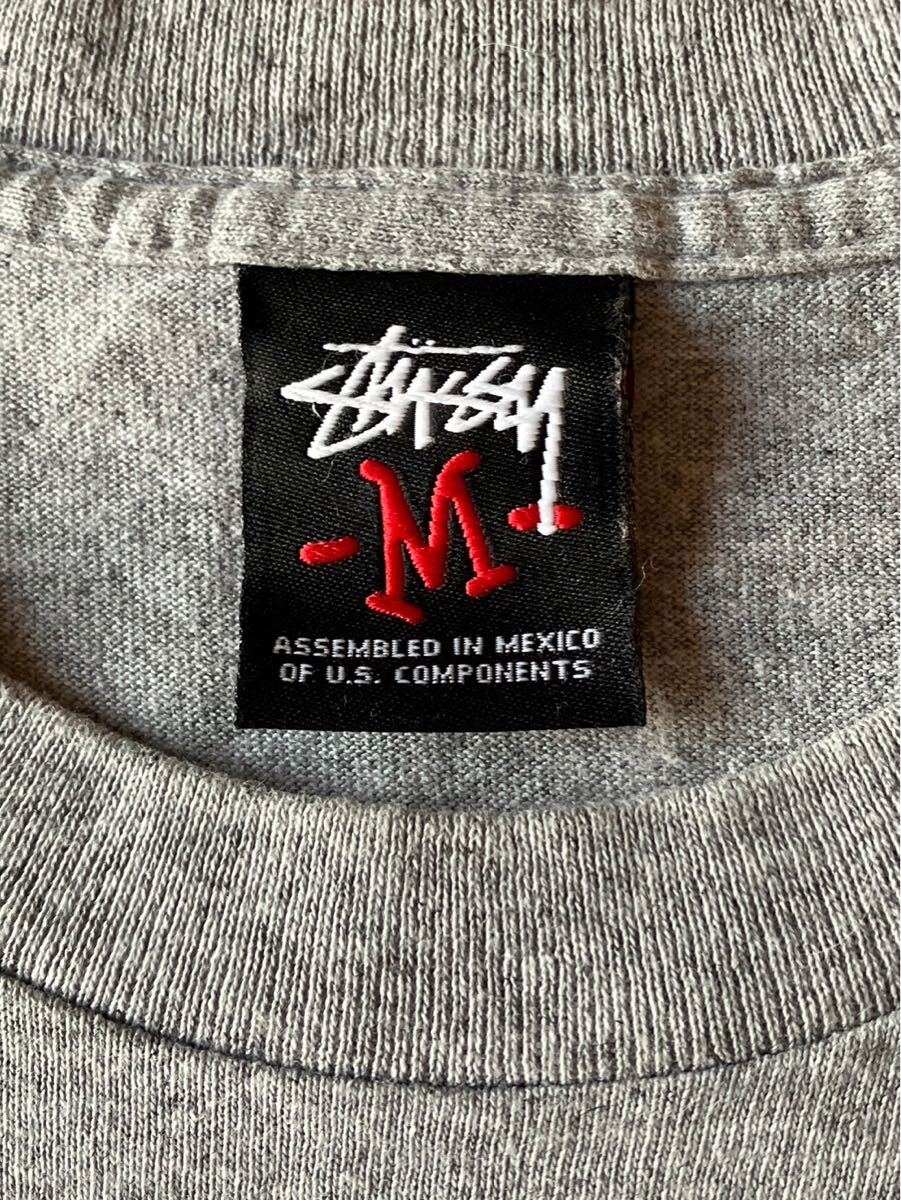 Stüssy
-M-
ASSEMBLED IN MEXICO
OF U.S. COMPONENTS